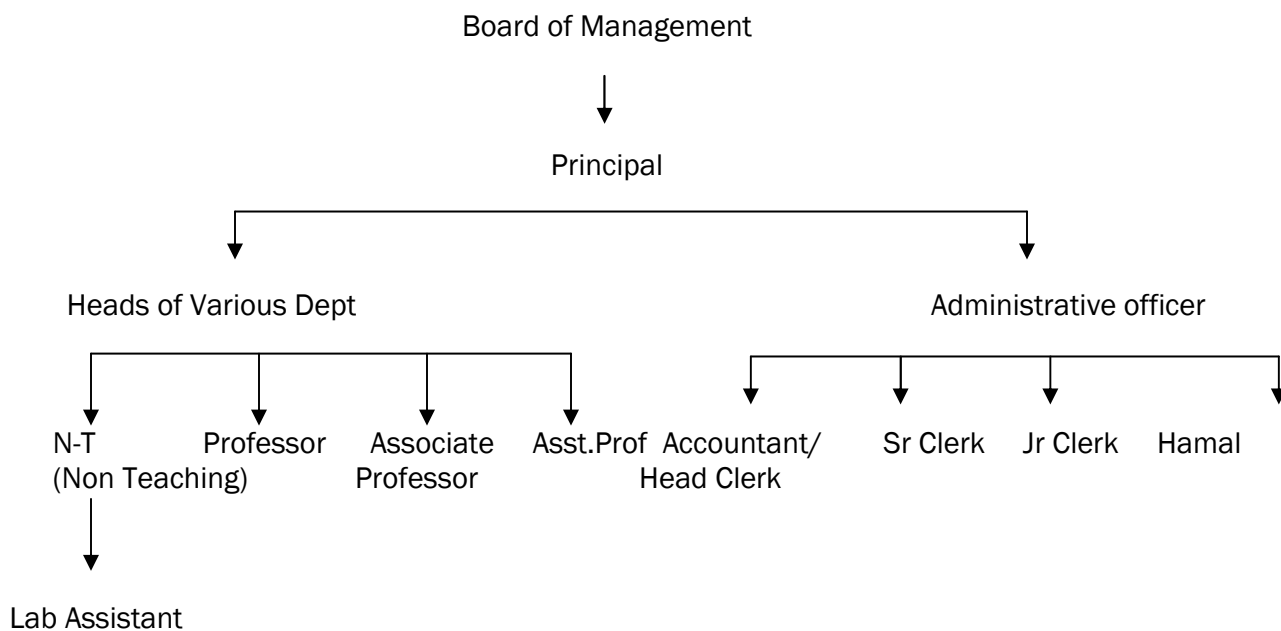 Board of Management
Principal
Heads of Various Dept
Administrative officer
N-T
(Non Teaching)
Professor
Associate
Professor
Asst.Prof
Accountant/
Head Clerk
Sr Clerk
Jr Clerk
Hamal
Lab Assistant